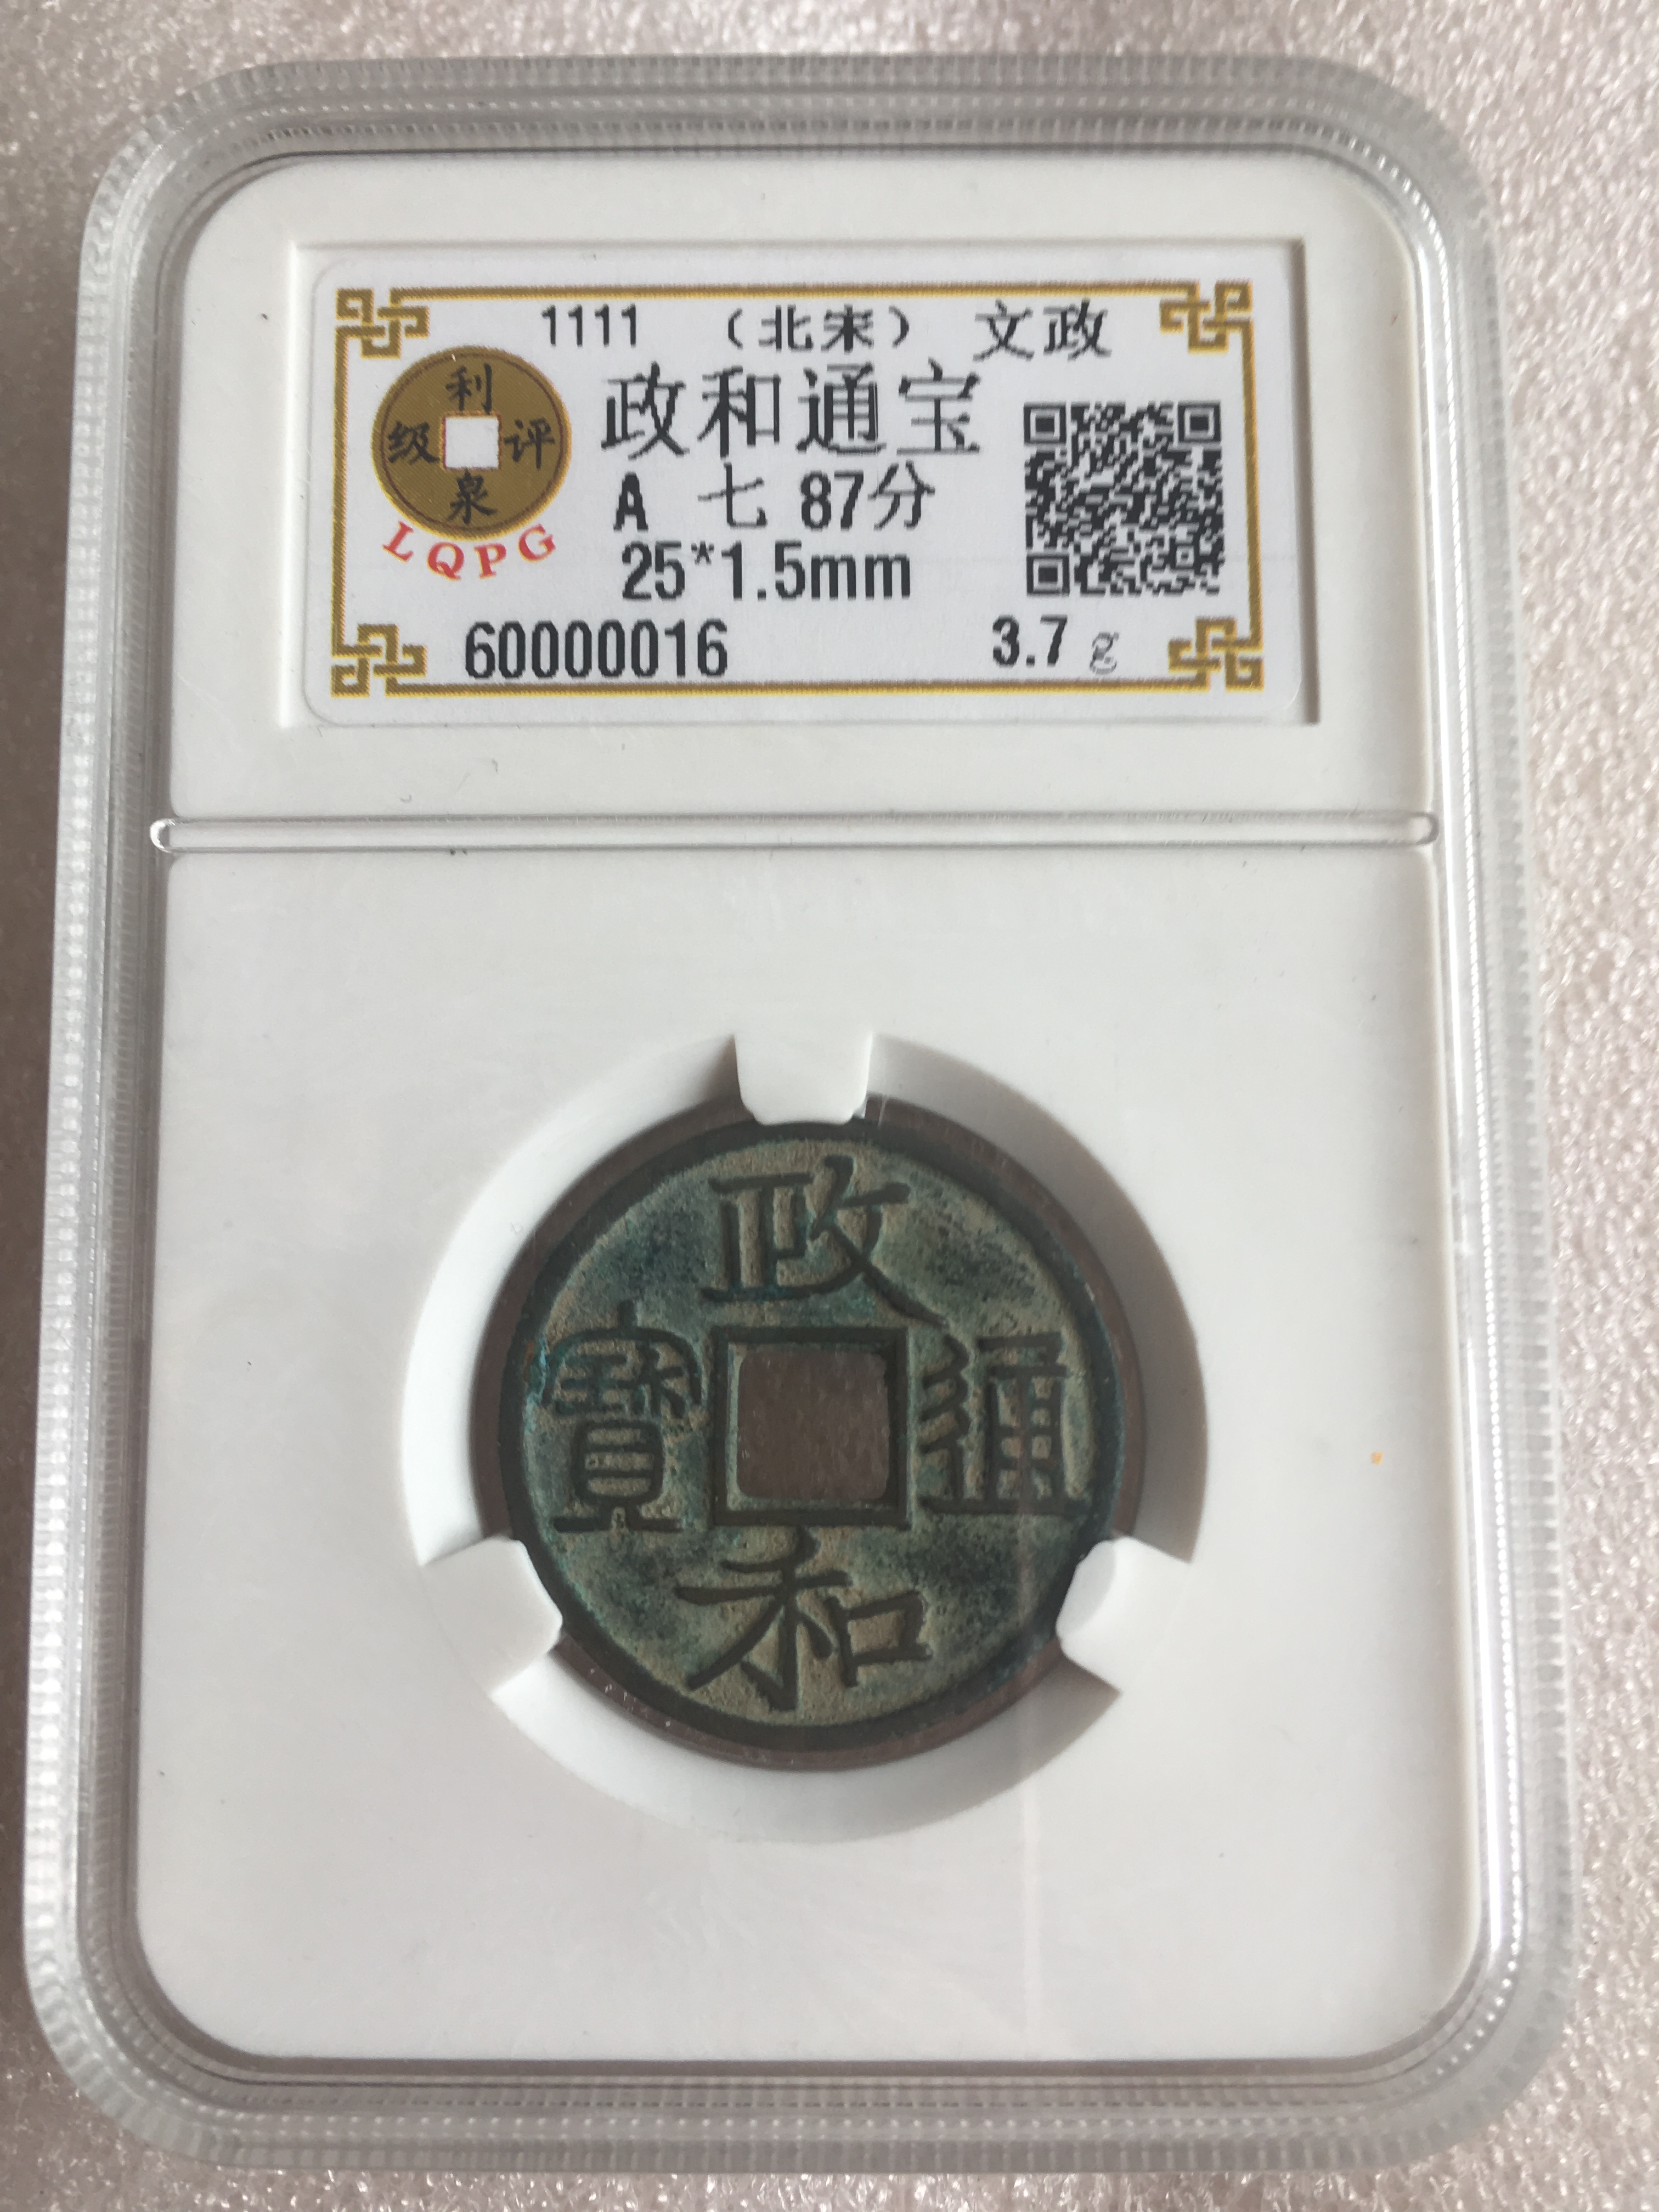 1111 (北宋) 文政
利泉评级
LQPG
政和通宝
A 七 87分
25*1.5mm
60000016 3.7 g
政和通寳